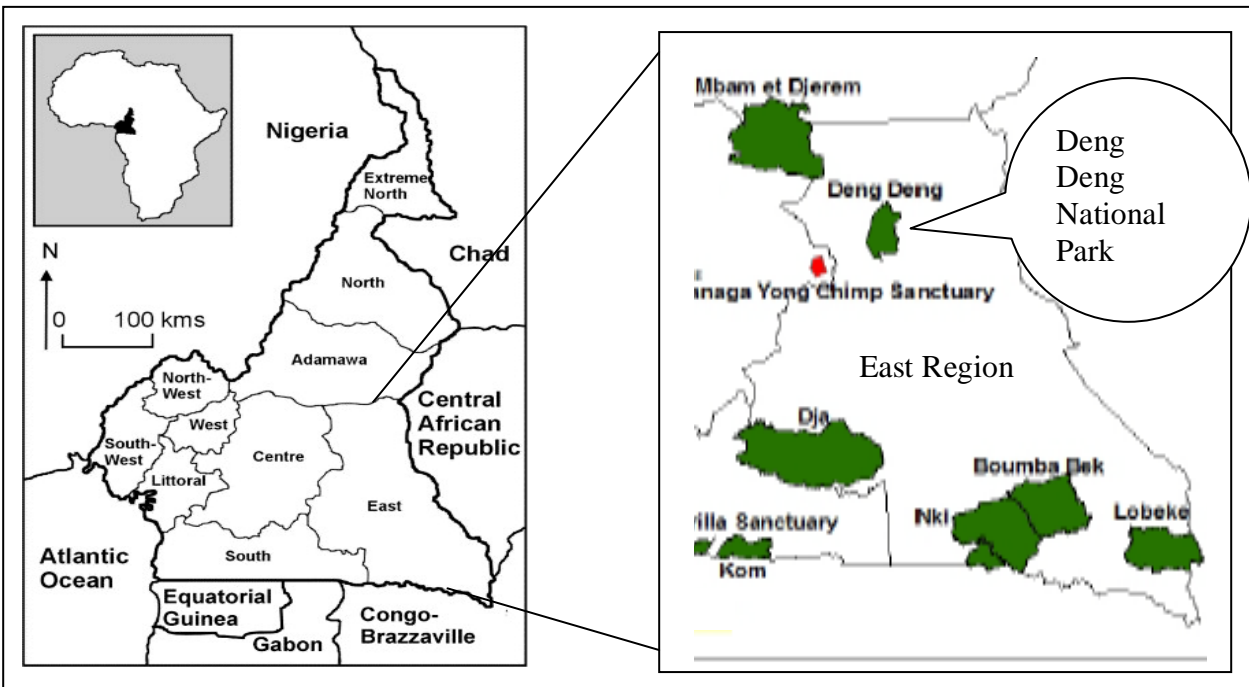 Nigeria
Extreme
North
Chad
N
North
0 100 kms
Adamawa
North-
West
West
Central
African
Republic
South-
West
Centre
Littoral
East
Atlantic
Ocean
South
Equatorial
Guinea
Gabon
Congo-
Brazzaville
Mbam et Djerem
Deng Deng
Deng
Deng
National
Park
anaga Yong Chimp Sanctuary
East Region
Dja
Boumba Bek
Nki
Lobeke
villa Sanctuary
Kom